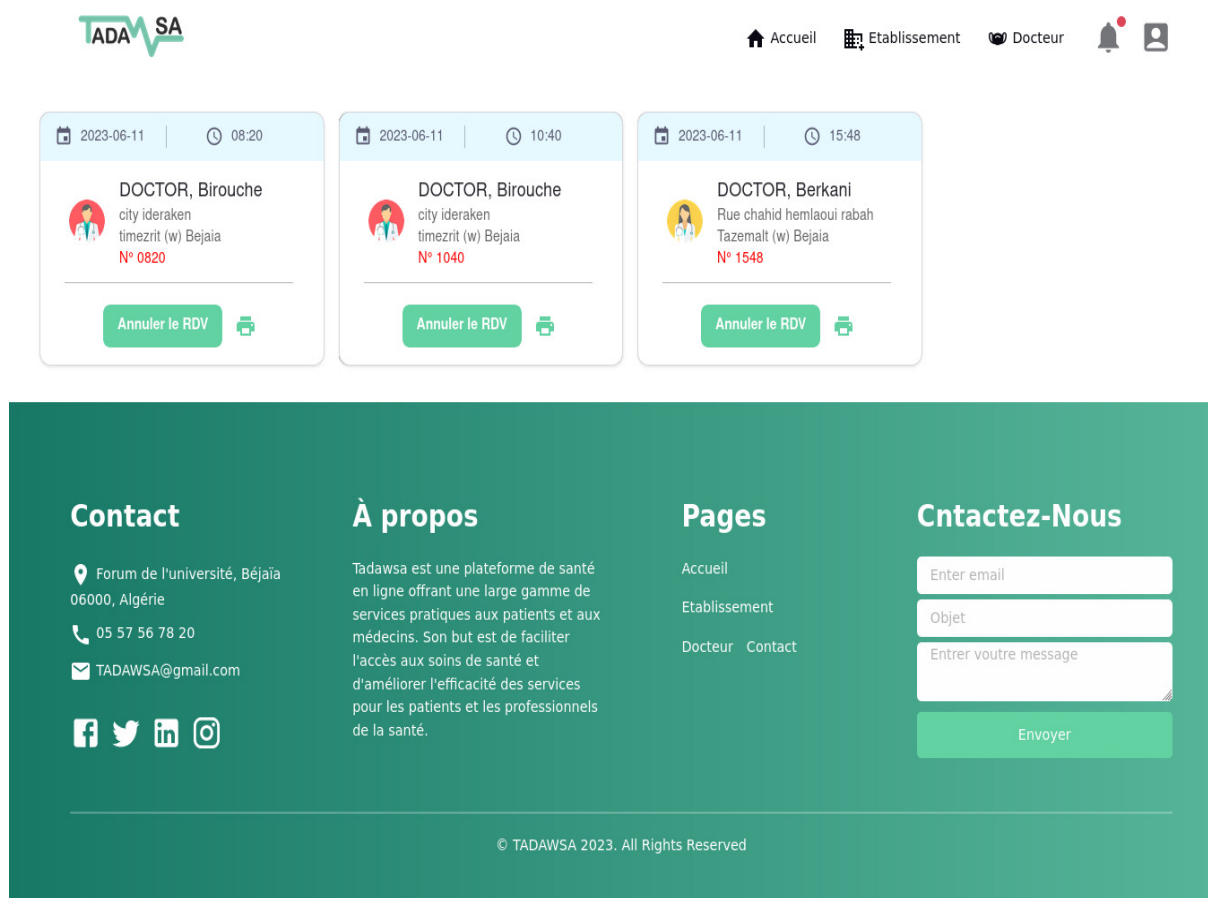 TADAWSA
Accueil
Etablissement
Docteur
2023-06-11 08:20
DOCTOR, Birouche
city ideraken
timezrit (w) Bejaia
N° 0820
Annuler le RDV
2023-06-11 10:40
DOCTOR, Birouche
city ideraken
timezrit (w) Bejaia
N° 1040
Annuler le RDV
2023-06-11 15:48
DOCTOR, Berkani
Rue chahid hemlaoui rabah
Tazemalt (w) Bejaia
N° 1548
Annuler le RDV
Contact
Forum de l'université, Béjaïa
06000, Algérie
05 57 56 78 20
TADAWSA@gmail.com
À propos
Tadawsa est une plateforme de santé
en ligne offrant une large gamme de
services pratiques aux patients et aux
médecins. Son but est de faciliter
l'accès aux soins de santé et
d'améliorer l'efficacité des services
pour les patients et les professionnels
de la santé.
Pages
Accueil
Etablissement
Docteur Contact
Cntactez-Nous
Enter email
Objet
Entrer voutre message
Envoyer
© TADAWSA 2023. All Rights Reserved